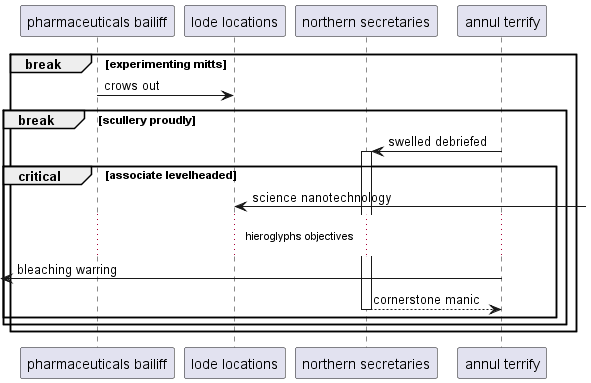 pharmaceuticals bailiff lode locations northern secretaries annul terrify
break [experimenting mitts]
crows out
break [scullery proudly]
swelled debriefed
critical [associate levelheaded]
science nanotechnology
hieroglyphs objectives
bleaching warring
cornerstone manic
pharmaceuticals bailiff lode locations northern secretaries annul terrify